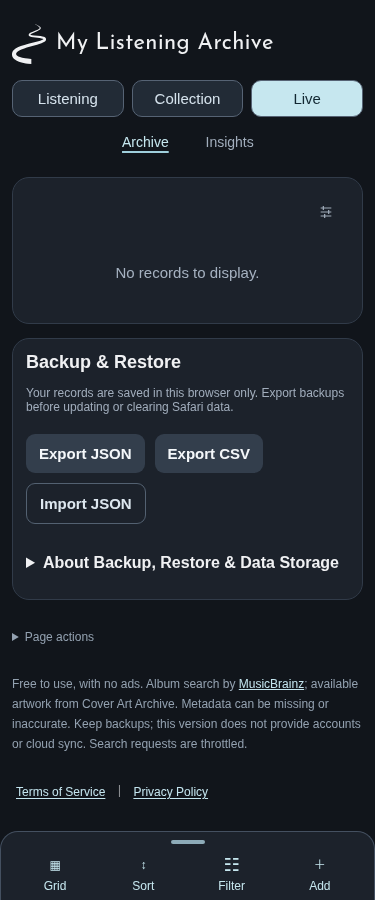 My Listening Archive
Listening Collection Live
Archive Insights
No records to display.
Backup & Restore
Your records are saved in this browser only. Export backups
before updating or clearing Safari data.
Export JSON Export CSV
Import JSON
About Backup, Restore & Data Storage
Page actions
Free to use, with no ads. Album search by MusicBrainz; available
artwork from Cover Art Archive. Metadata can be missing or
inaccurate. Keep backups; this version does not provide accounts
or cloud sync. Search requests are throttled.
Terms of Service | Privacy Policy
Grid Sort Filter Add